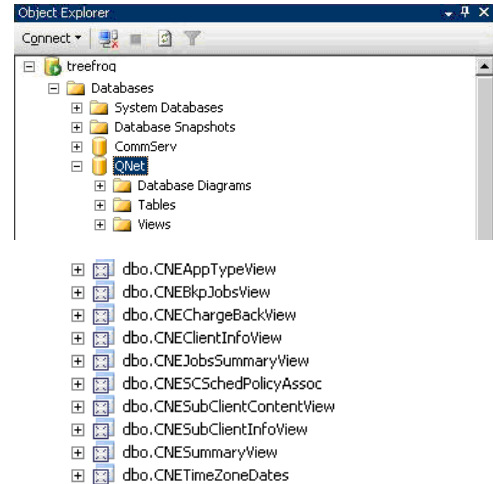 Object Explorer
Connect
treefrog
Databases
System Databases
Database Snapshots
CommServ
QNet
Database Diagrams
Tables
Views
dbo.CNEAppTypeView
dbo.CNEBkpJobsView
dbo.CNEChargeBackView
dbo.CNEClientInfoView
dbo.CNEJobsSummaryView
dbo.CNESCSchedPolicyAssoc
dbo.CNESubClientContentView
dbo.CNESubClientInfoView
dbo.CNESummaryView
dbo.CNETimeZoneDates